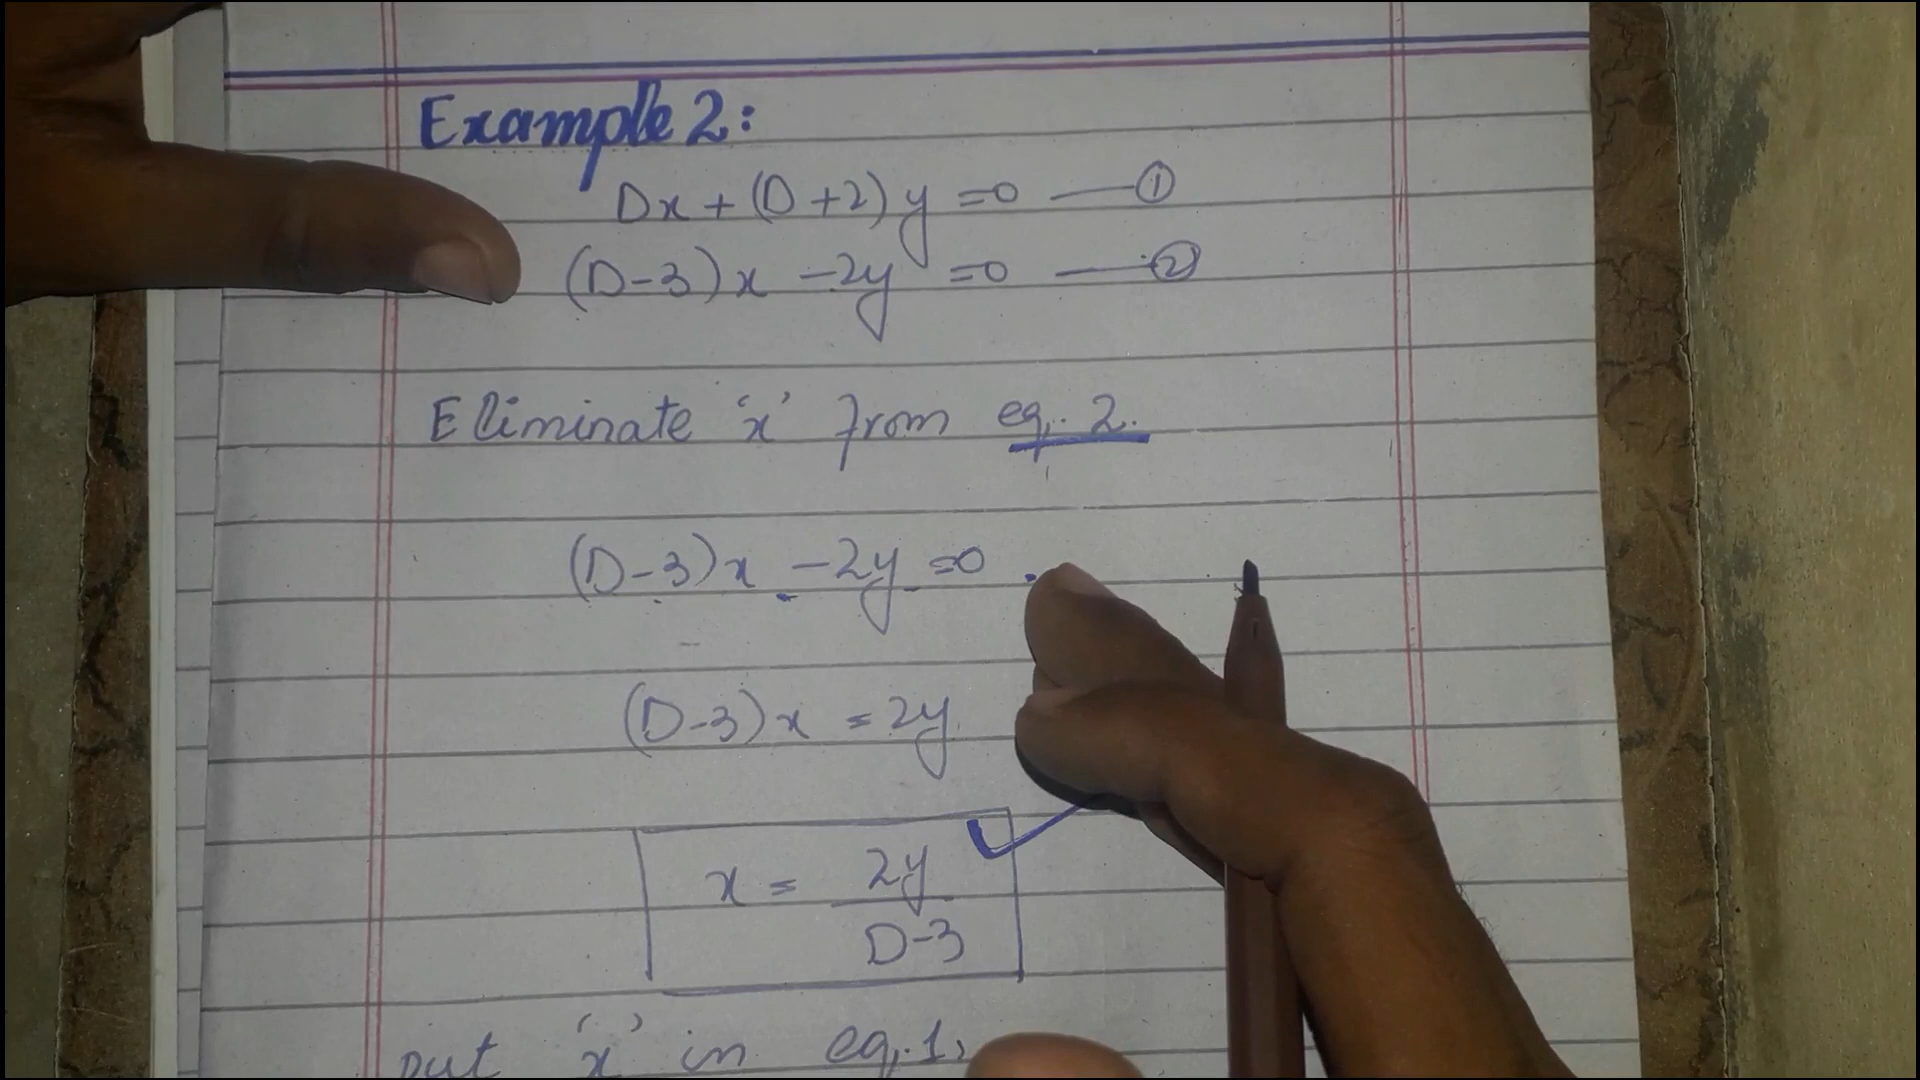 Example 2:
Dx + (D+2)y =0 —①
(D-3)x -2y =0 —②
Eliminate 'x' from eq. 2.
(D-3)x -2y =0
(D-3)x = 2y
x = 2y
D-3
put 'x' in eq. 1,